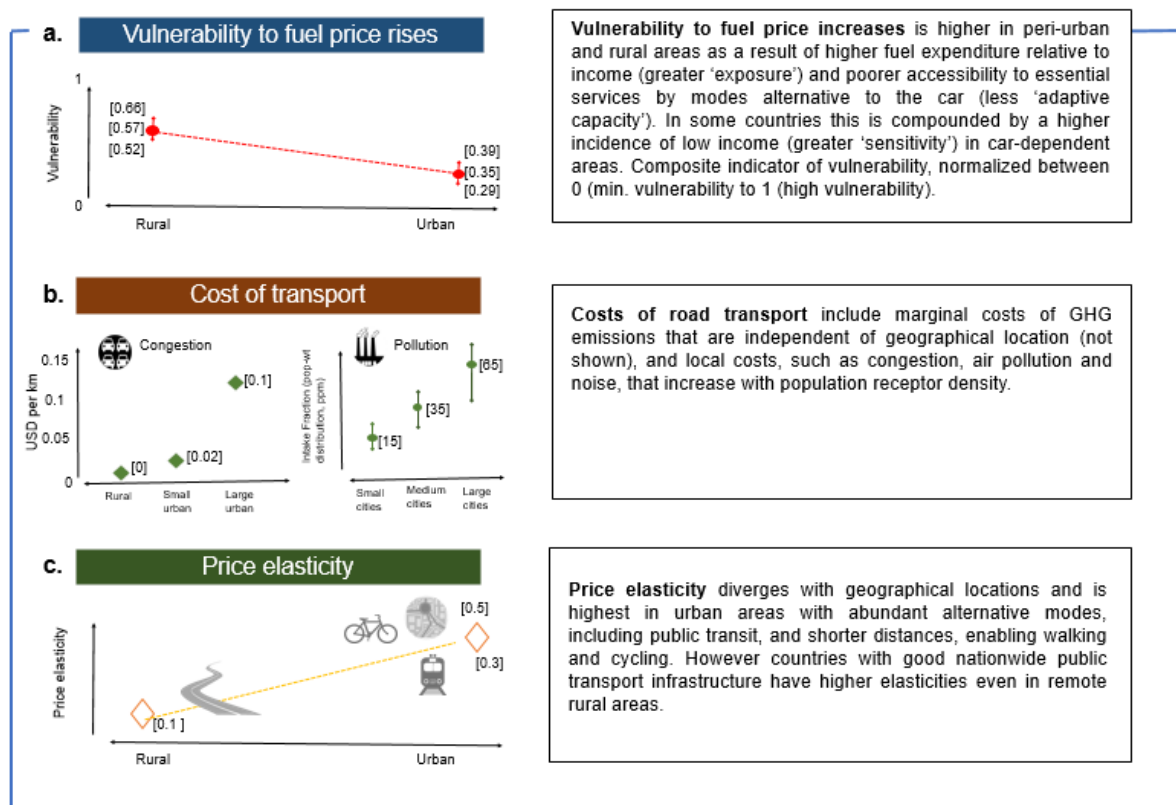 a.
Vulnerability to fuel price rises
1
Vulnerability
0
[0.66]
[0.57]
[0.52]
[0.39]
[0.35]
[0.29]
Rural
Urban
Vulnerability to fuel price increases is higher in peri-urban
and rural areas as a result of higher fuel expenditure relative
to income (greater ‘exposure’) and poorer accessibility to essential
services by modes alternative to the car (less ‘adaptive
capacity’). In some countries this is compounded by a higher
incidence of low income (greater ‘sensitivity’) in car-dependent
areas. Composite indicator of vulnerability, normalized between
0 (min. vulnerability to 1 (high vulnerability).
b.
Cost of transport
Congestion
USD per km
0.15
0.1
0.05
0
[0]
[0.02]
[0.1]
Rural
Small
urban
Large
urban
Pollution
Intake Fraction (pop-wt
distribution, ppm)
[15]
[35]
[65]
Small
cities
Medium
cities
Large
cities
Costs of road transport include marginal costs of GHG
emissions that are independent of geographical location (not
shown), and local costs, such as congestion, air pollution and
noise, that increase with population receptor density.
c.
Price elasticity
Price elasticity
[0.1 ]
[0.5]
[0.3]
Rural
Urban
Price elasticity diverges with geographical locations and is
highest in urban areas with abundant alternative modes,
including public transit, and shorter distances, enabling walking
and cycling. However countries with good nationwide public
transport infrastructure have higher elasticities even in remote
rural areas.